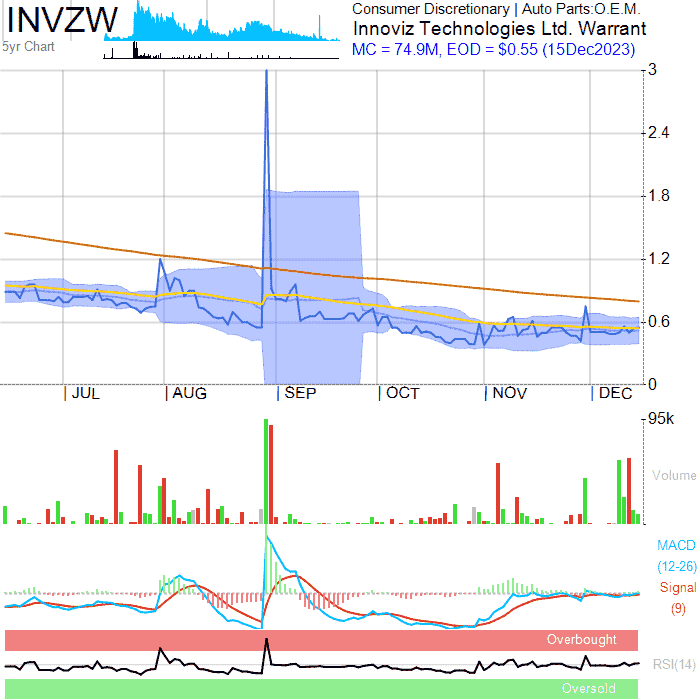 INVZW
5yr Chart
Consumer Discretionary | Auto Parts:O.E.M.
Innoviz Technologies Ltd. Warrant
MC = 74.9M, EOD = $0.55 (15Dec2023)
3
2.4
1.8
1.2
0.6
0
JUL AUG SEP OCT NOV DEC
95k
Volume
MACD
(12-26)
Signal
(9)
Overbought
RSI(14)
Oversold